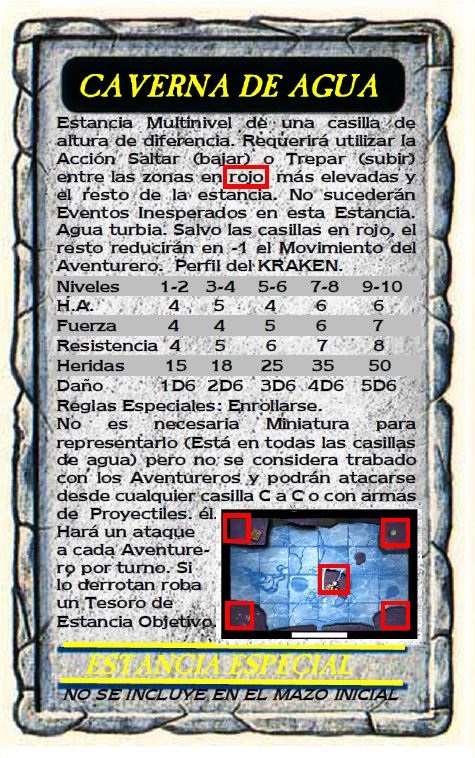 CAVERNA DE AGUA
Estancia Multinivel de una casilla de
altura de diferencia. Requerirá utilizar la
Acción Saltar (bajar) o Trepar (subir)
entre las zonas en rojo más elevadas y
el resto de la estancia. No sucederán
Eventos Inesperados en esta Estancia.
Agua turbia. Salvo las casillas en rojo, el
resto reducirán en -1 el Movimiento del
Aventurero. Perfil del KRAKEN.
Niveles 1-2 3-4 5-6 7-8 9-10
H.A. 4 5 4 6 6
Fuerza 4 4 5 6 7
Resistencia 4 5 6 7 8
Heridas 15 18 25 35 50
Daño 1D6 2D6 3D6 4D6 5D6
Reglas Especiales: Enrollarse.
No es necesaria Miniatura para
representarlo (Está en todas las casillas
de agua) pero no se considera trabado
con los Aventureros y podrán atacarse
desde cualquier casilla C a C o con armas
de Proyectiles. él.
Hará un ataque
a cada Aventure-
ro por turno. Si
lo derrotan roba
un Tesoro de
Estancia Objetivo.
ESTANCIA ESPECIAL
NO SE INCLUYE EN EL MAZO INICIAL